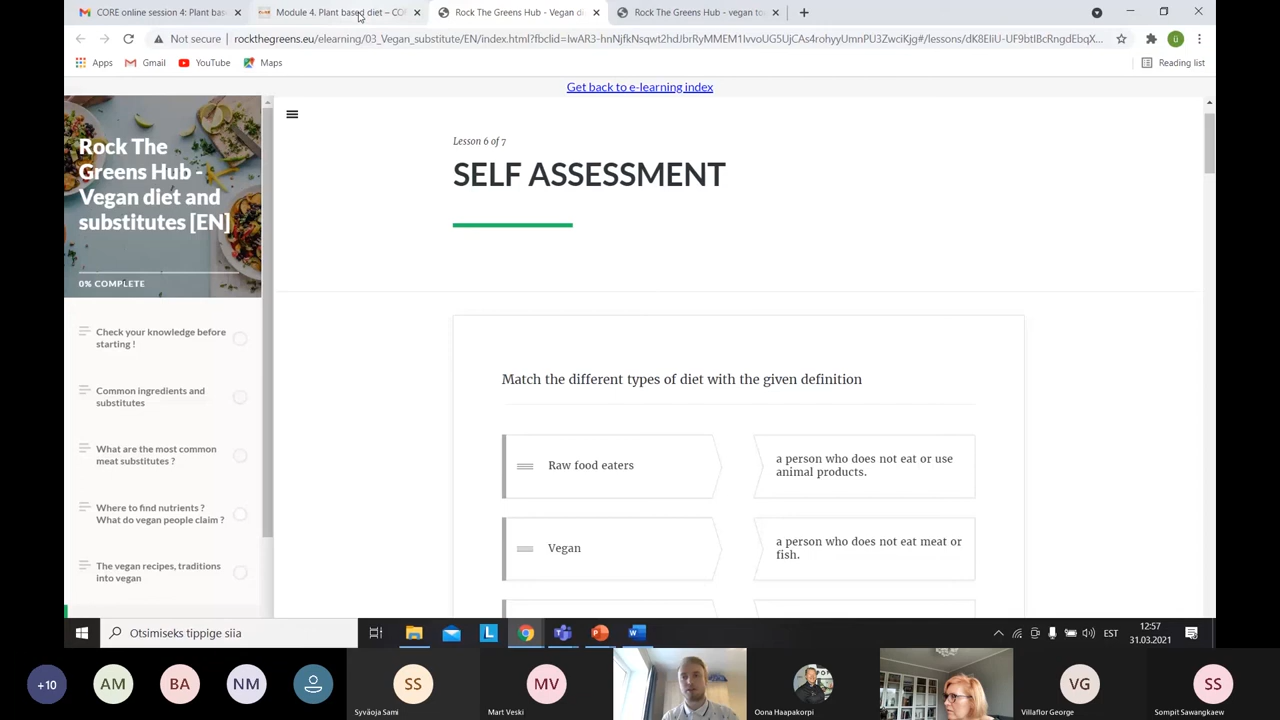 CORE online session 4: Plant bas
Module 4. Plant based diet – CO
Rock The Greens Hub - Vegan di
Rock The Greens Hub - vegan to
Not secure
rockthegreens.eu/elearning/03_Vegan_substitute/EN/index.html?fbclid=
ü
Apps
Gmail
YouTube
Maps
Reading list
Get back to e-learning index
Rock The
Greens Hub -
Vegan diet and
substitutes [EN]
0% COMPLETE
Check your knowledge before
starting !
Common ingredients and
substitutes
What are the most common
meat substitutes ?
Where to find nutrients ?
What do vegan people claim ?
The vegan recipes, traditions
into vegan
Lesson 6 of 7
SELF ASSESSMENT
Match the different types of diet with the given definition
Raw food eaters
a person who does not eat or use
animal products.
Vegan
a person who does not eat meat or
fish.
Otsimiseks tippige siia
L
EST
12:57
31.03.2021
+10
AM
BA
NM
SS
Syväoja Sami
MV
Mart Veski
Oona Haapakorpi
VG
Villaflor George
SS
Sompit Sawangkaew